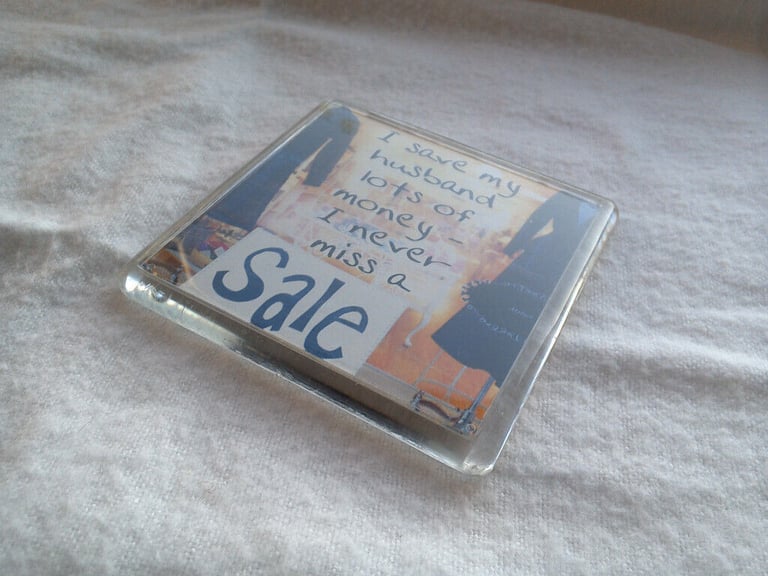 I save my
husband
lots of
money -
I never
miss a
Sale